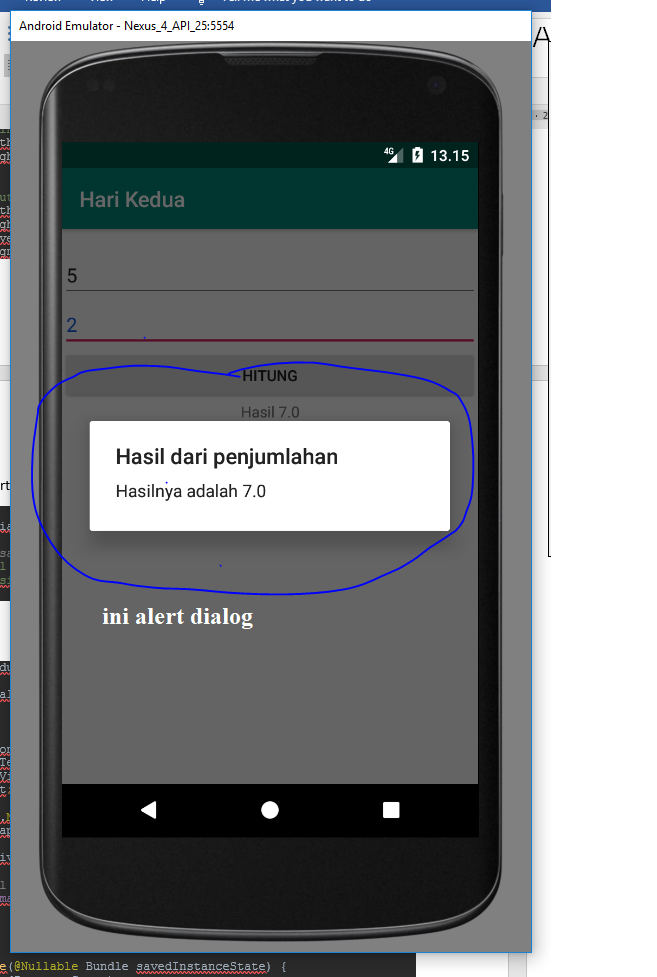 Android Emulator - Nexus_4_API_25:5554
4G 13.15
Hari Kedua
5
2
HITUNG
Hasil 7.0
Hasil dari penjumlahan
Hasilnya adalah 7.0
ini alert dialog
(@Nullable Bundle savedInstanceState) {